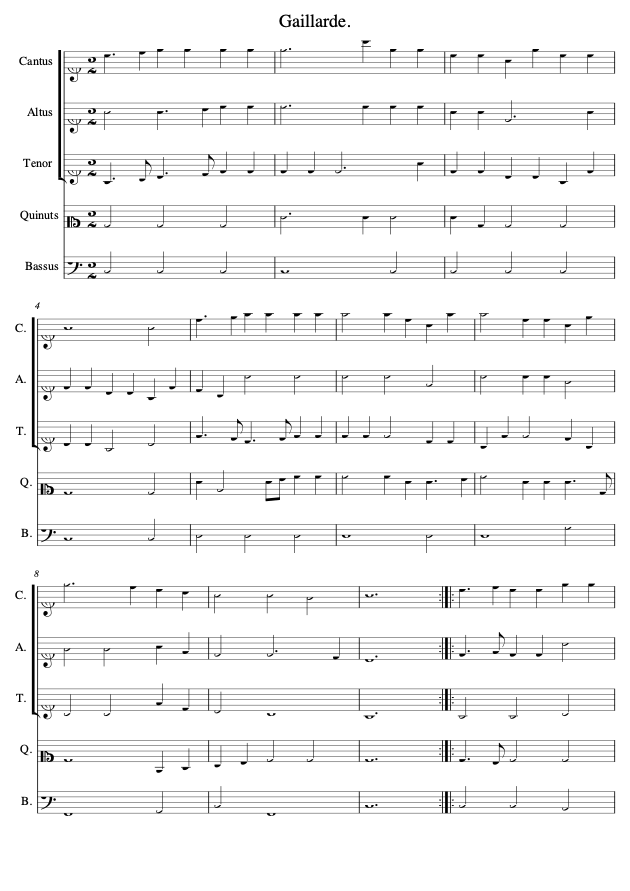 Gaillarde.
Cantus
Altus
Tenor
Quinuts
Bassus
4
C.
A.
T.
Q.
B.
8
C.
A.
T.
Q.
B.